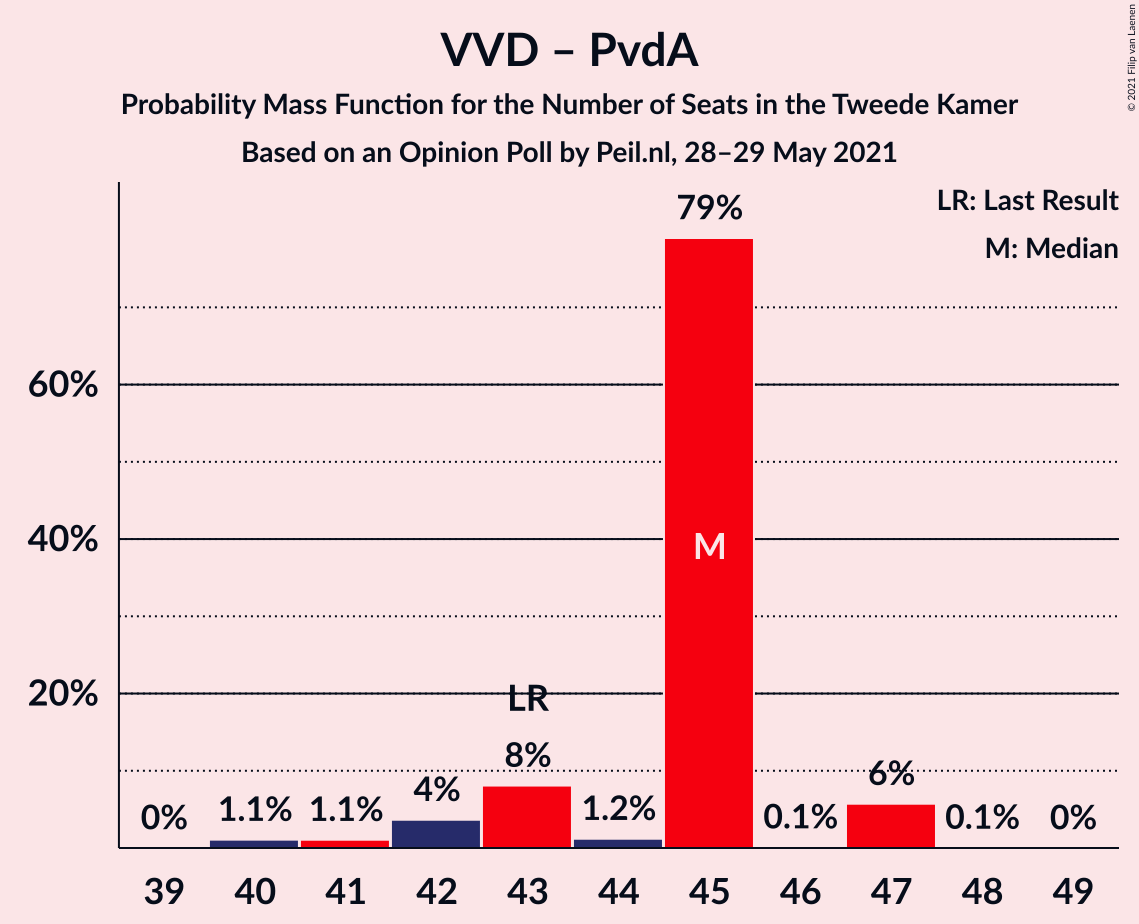 VVD – PvdA
Probability Mass Function for the Number of Seats in the Tweede Kamer
Based on an Opinion Poll by Peil.nl, 28–29 May 2021
© 2021 Filip van Laenen
LR: Last Result
M: Median
79%
60%
40%
20%
M
LR
0%
1.1%
1.1%
4%
8%
1.2%
0.1%
6%
0.1%
0%
39 40 41 42 43 44 45 46 47 48 49